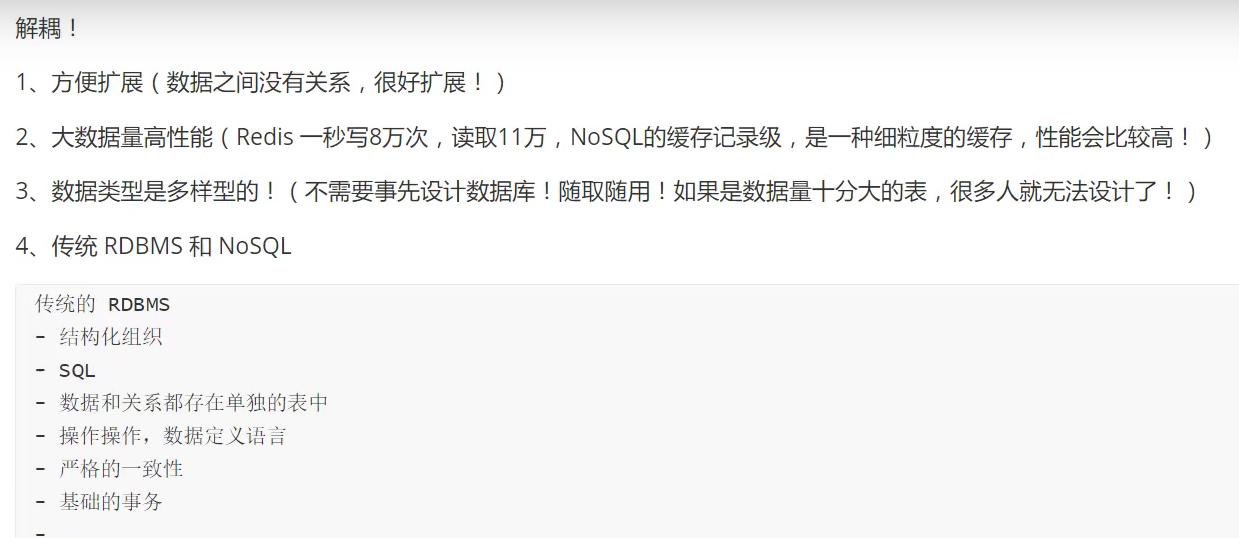 解耦！
1、方便扩展（数据之间没有关系，很好扩展！）
2、大数据量高性能（Redis 一秒写8万次，读取11万，NoSQL的缓存记录级，是一种细粒度的缓存，性能会比较高！）
3、数据类型是多样型的！（不需要事先设计数据库！随取随用！如果是数据量十分大的表，很多人就无法设计了！）
4、传统 RDBMS 和 NoSQL
传统的 RDBMS
- 结构化组织
- SQL
- 数据和关系都存在单独的表中
- 操作操作，数据定义语言
- 严格的一致性
- 基础的事务
-